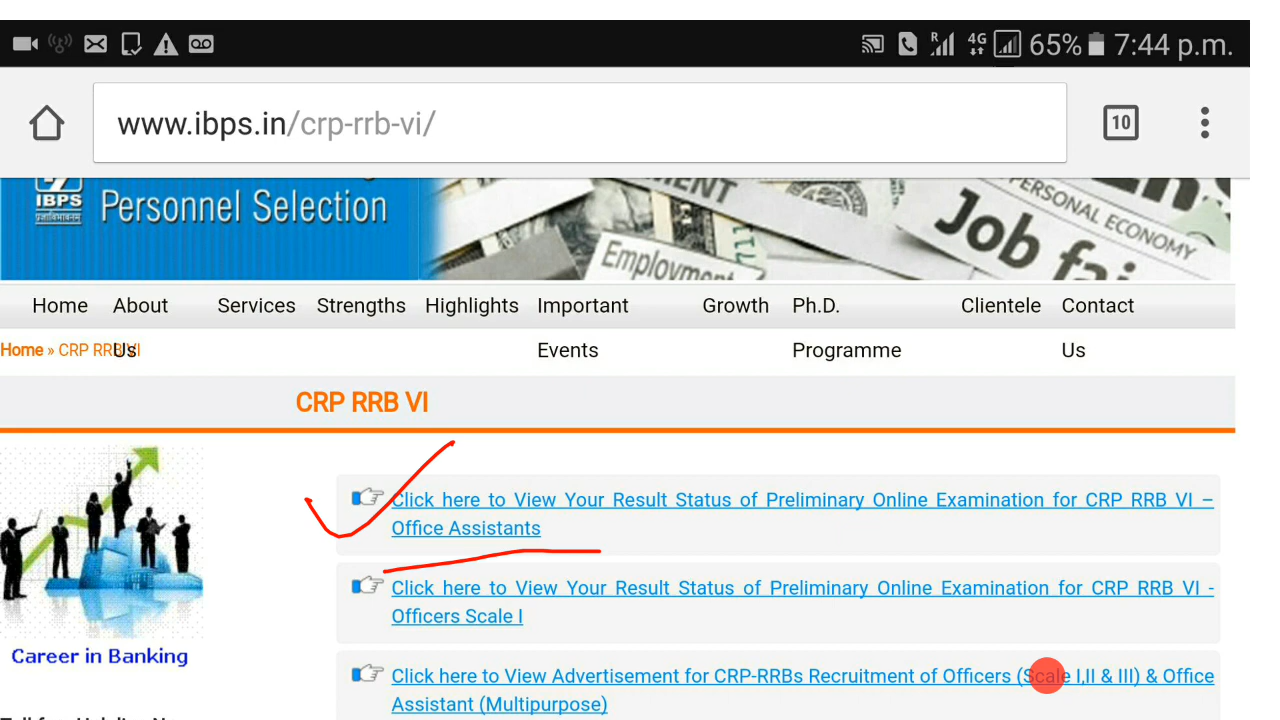 R 4G 65% 7:44 p.m.
www.ibps.in/crp-rrb-vi/
10
IBPS
Personnel Selection
Employment
Job fai
PERSONAL ECONOMY
Home About Us Services Strengths Highlights Important Events Growth Ph.D. Programme Clientele Contact Us
Home » CRP RRB VI
CRP RRB VI
Click here to View Your Result Status of Preliminary Online Examination for CRP RRB VI –
Office Assistants
Click here to View Your Result Status of Preliminary Online Examination for CRP RRB VI -
Officers Scale I
Career in Banking
Click here to View Advertisement for CRP-RRBs Recruitment of Officers (Scale I,II & III) & Office
Assistant (Multipurpose)